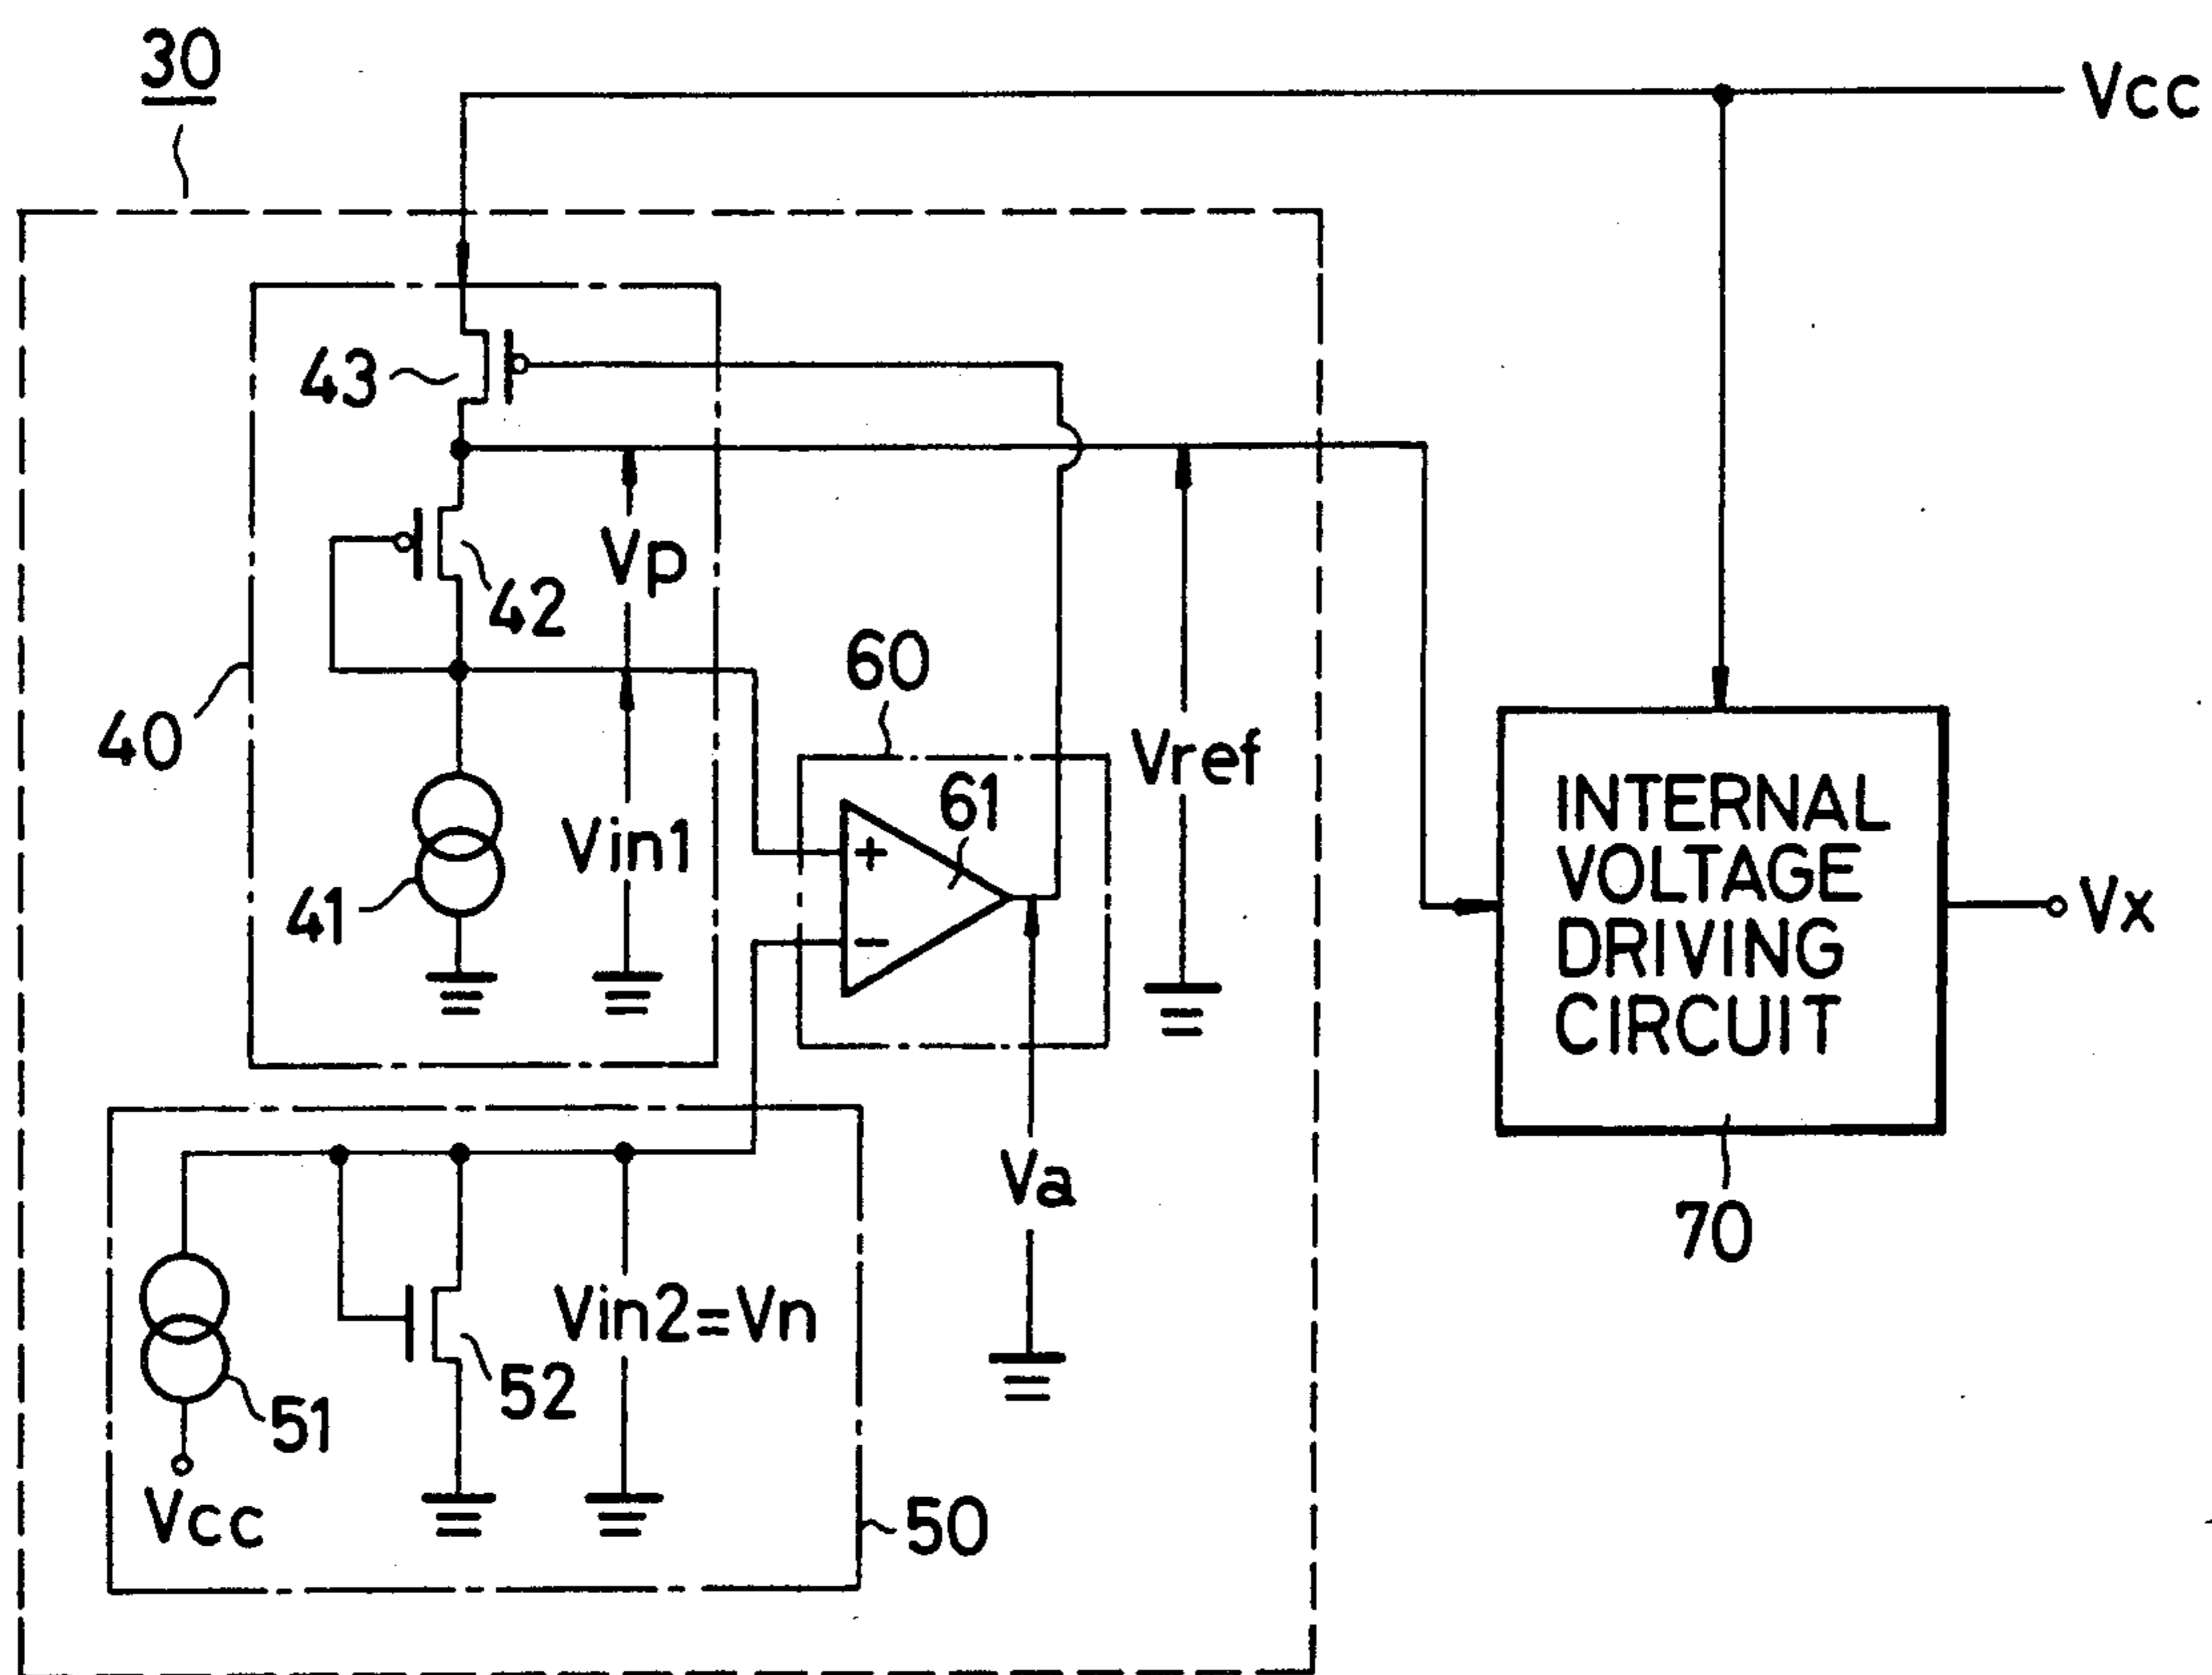 30
Vcc
43
Vp
42
60
40
Vref
61
INTERNAL
VOLTAGE
DRIVING
CIRCUIT
+
Vin1
41
Vx
−
Va
70
Vin2=Vn
52
51
Vcc
50